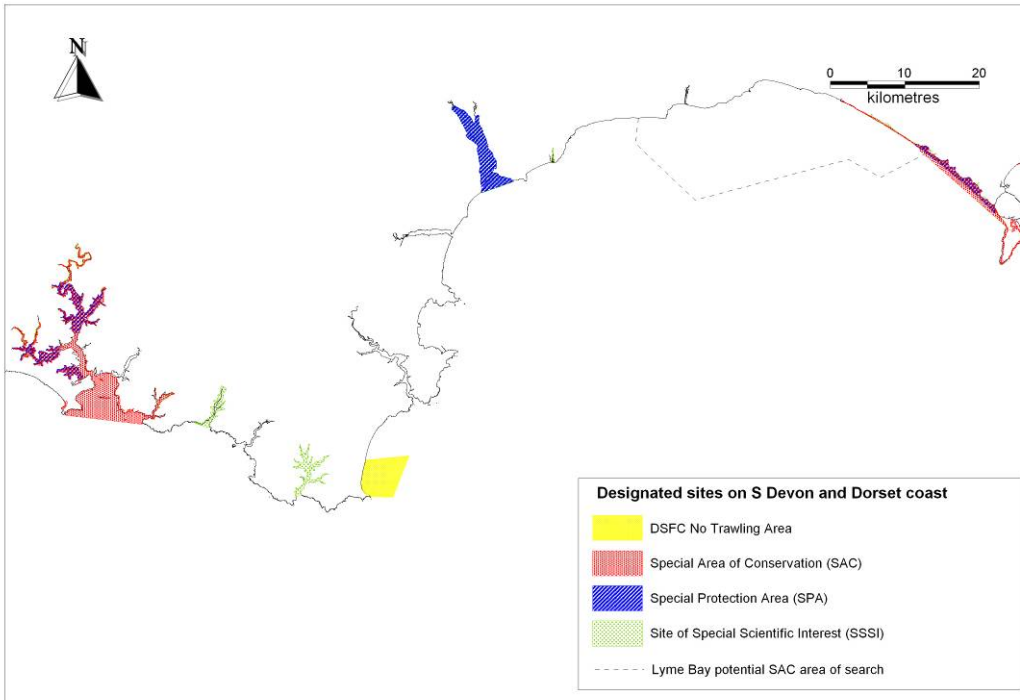 N
0 10 20
kilometres
Designated sites on S Devon and Dorset coast
DSFC No Trawling Area
Special Area of Conservation (SAC)
Special Protection Area (SPA)
Site of Special Scientific Interest (SSSI)
Lyme Bay potential SAC area of search